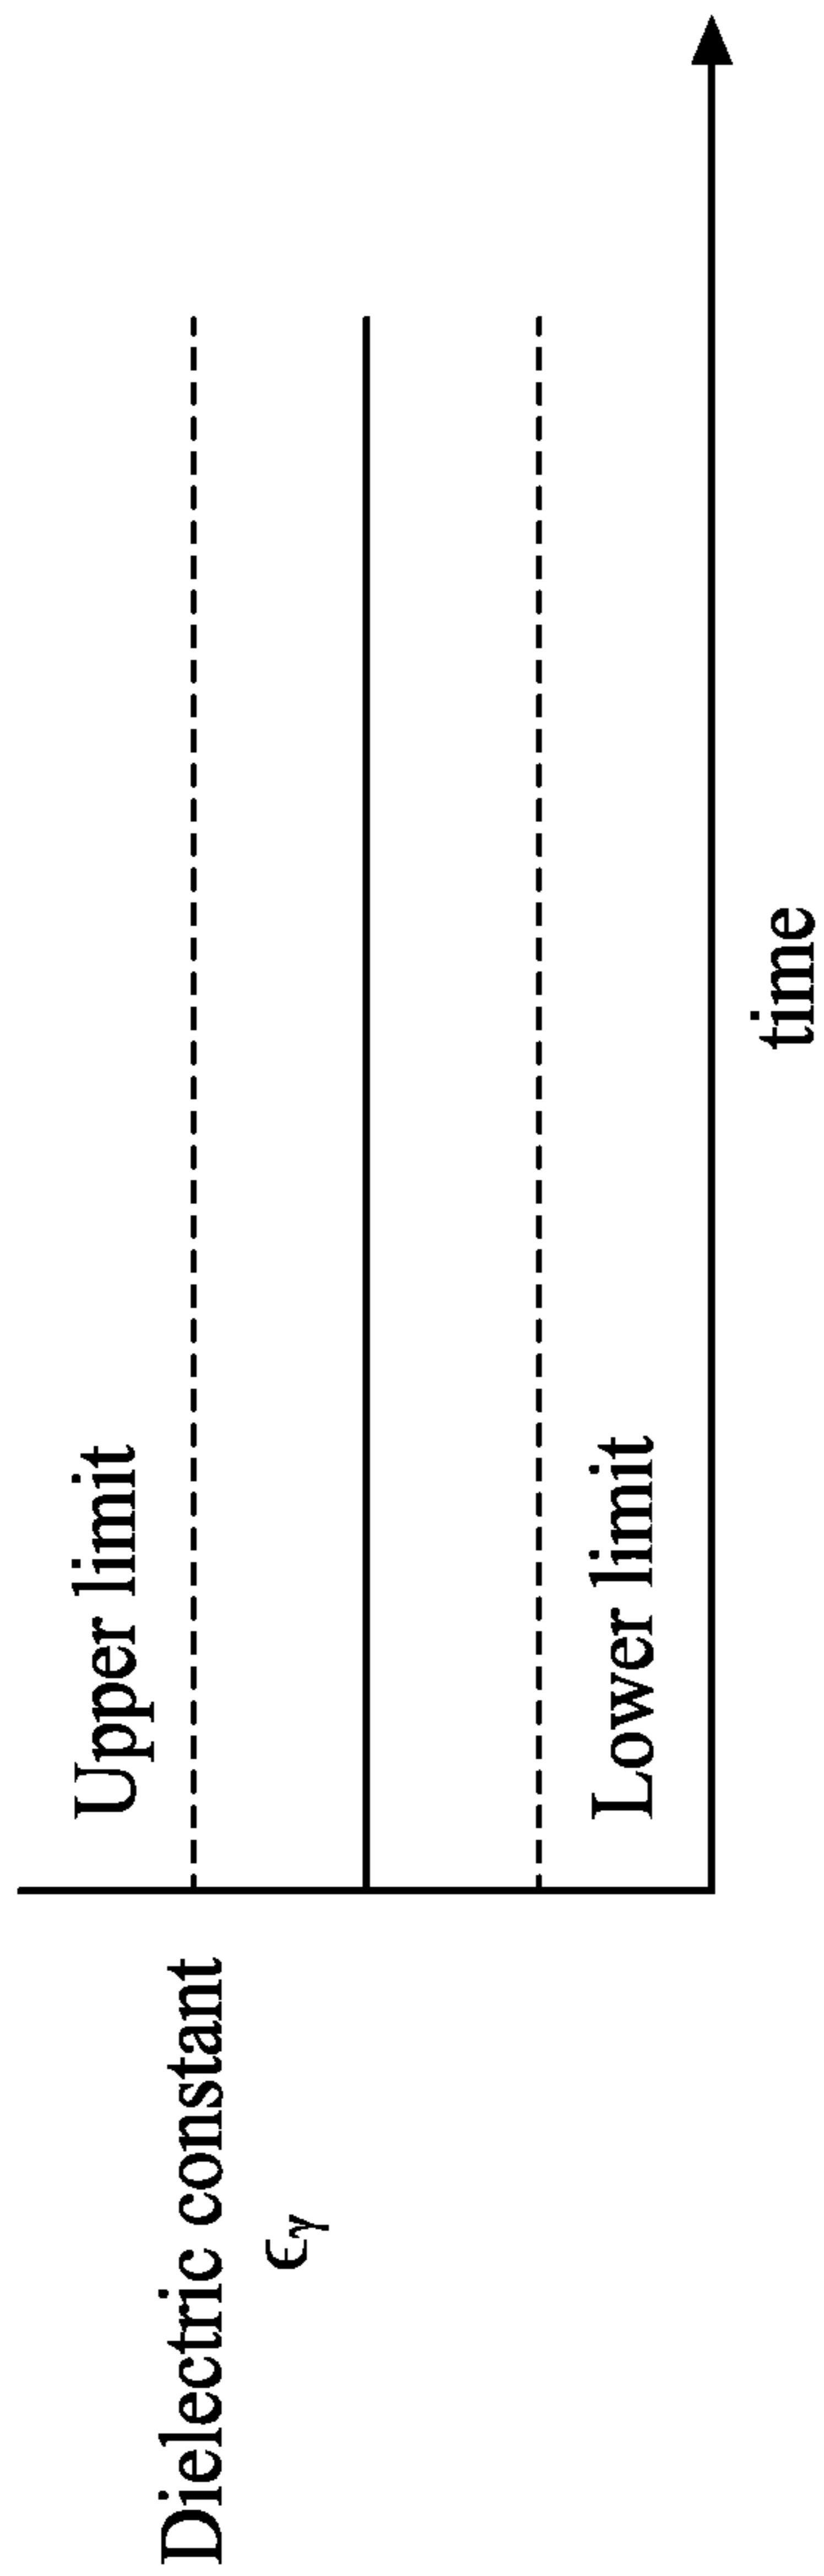 Dielectric constant
ϵγ
Upper limit
Lower limit
time